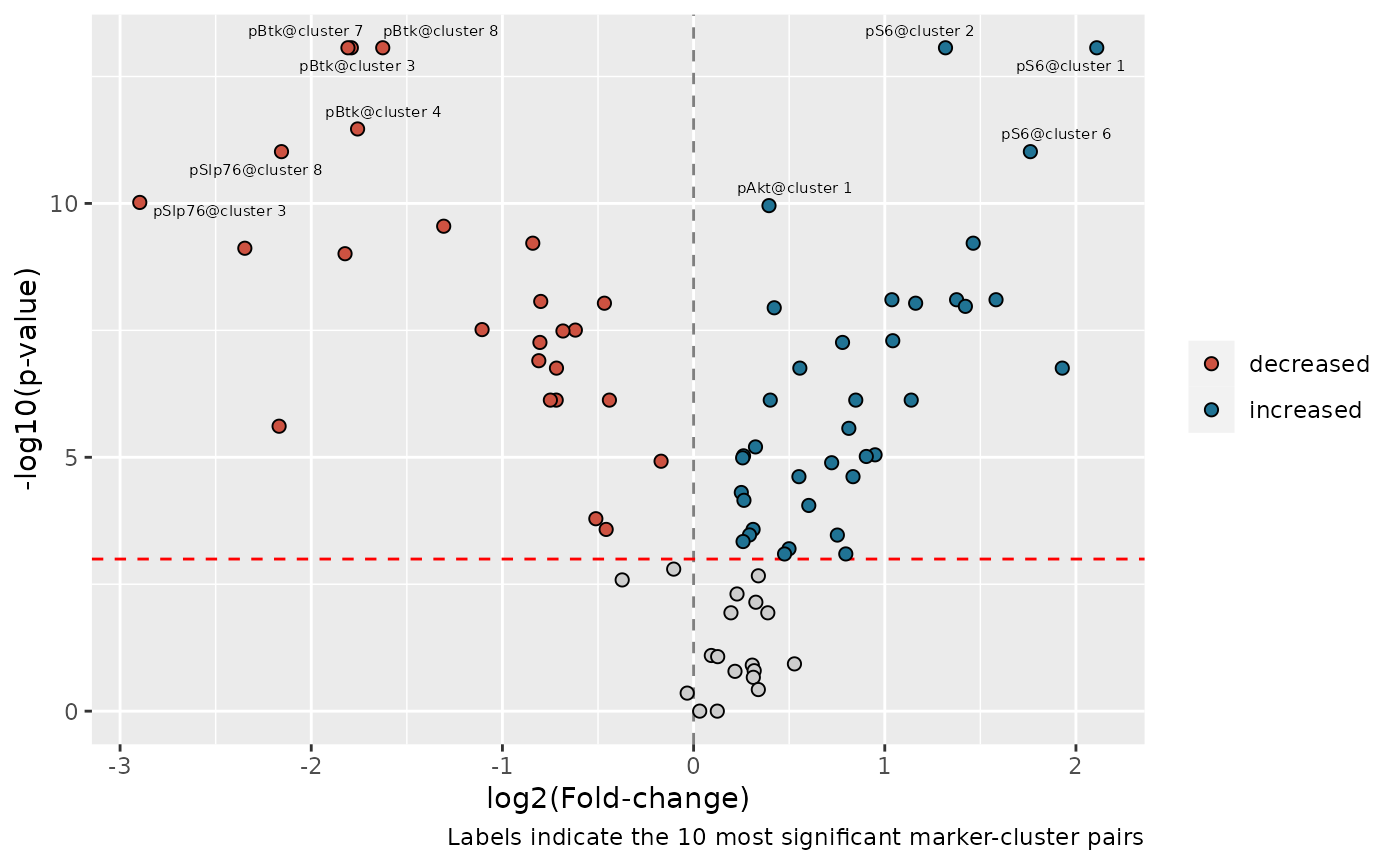 pBtk@cluster 7
pBtk@cluster 8
pS6@cluster 2
pBtk@cluster 3
pS6@cluster 1
pBtk@cluster 4
pS6@cluster 6
pSlp76@cluster 8
pAkt@cluster 1
pSlp76@cluster 3
10
5
0
-log10(p-value)
decreased
increased
-3
-2
-1
0
1
2
log2(Fold-change)
Labels indicate the 10 most significant marker-cluster pairs